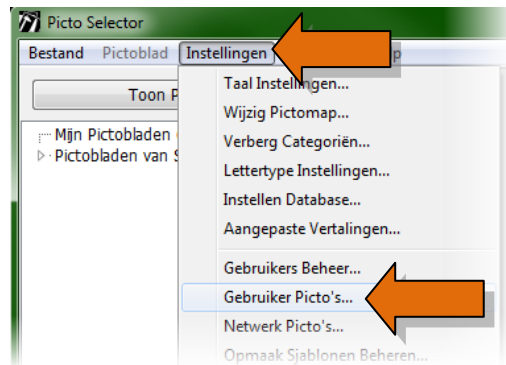 Picto Selector
Bestand Pictoblad Instellingen p
Toon P
Mijn Pictobladen
Pictobladen van S
Taal Instellingen...
Wijzig Pictomap...
Verberg Categoriën...
Lettertype Instellingen...
Instellen Database...
Aangepaste Vertalingen...
Gebruikers Beheer...
Gebruiker Picto's...
Netwerk Picto's...
Opmaak Sjablonen Beheren...